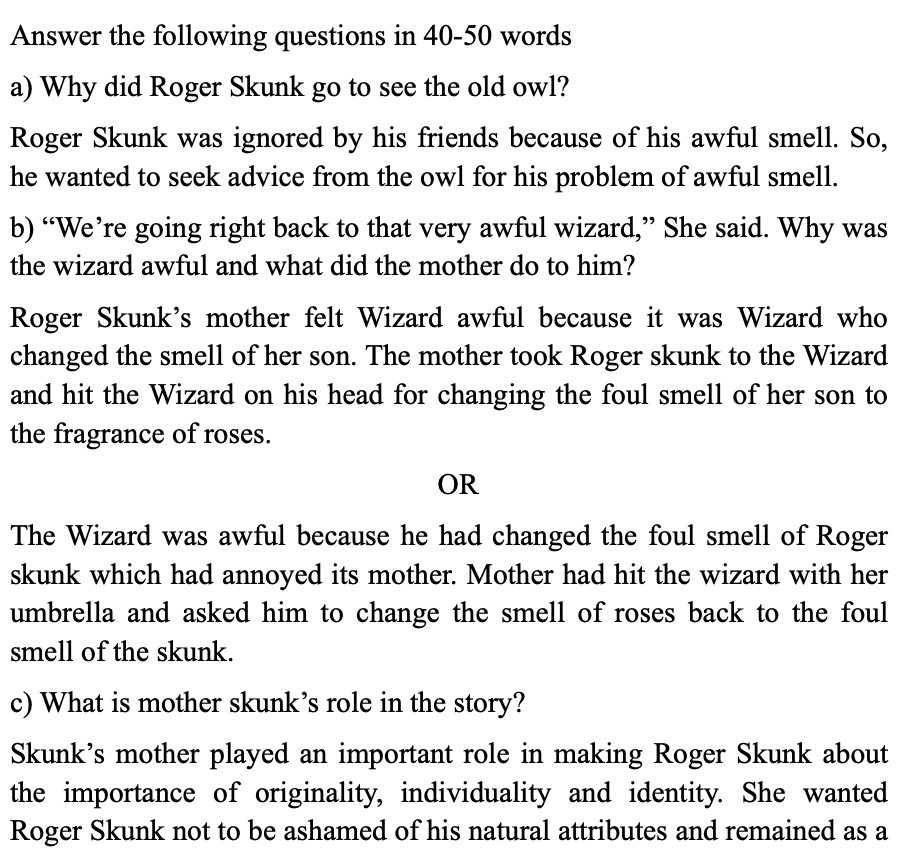 Answer the following questions in 40-50 words
a) Why did Roger Skunk go to see the old owl?
Roger Skunk was ignored by his friends because of his awful smell. So,
he wanted to seek advice from the owl for his problem of awful smell.
b) “We’re going right back to that very awful wizard,” She said. Why was
the wizard awful and what did the mother do to him?
Roger Skunk’s mother felt Wizard awful because it was Wizard who
changed the smell of her son. The mother took Roger skunk to the Wizard
and hit the Wizard on his head for changing the foul smell of her son to
the fragrance of roses.
OR
The Wizard was awful because he had changed the foul smell of Roger
skunk which had annoyed its mother. Mother had hit the wizard with her
umbrella and asked him to change the smell of roses back to the foul
smell of the skunk.
c) What is mother skunk’s role in the story?
Skunk’s mother played an important role in making Roger Skunk about
the importance of originality, individuality and identity. She wanted
Roger Skunk not to be ashamed of his natural attributes and remained as a